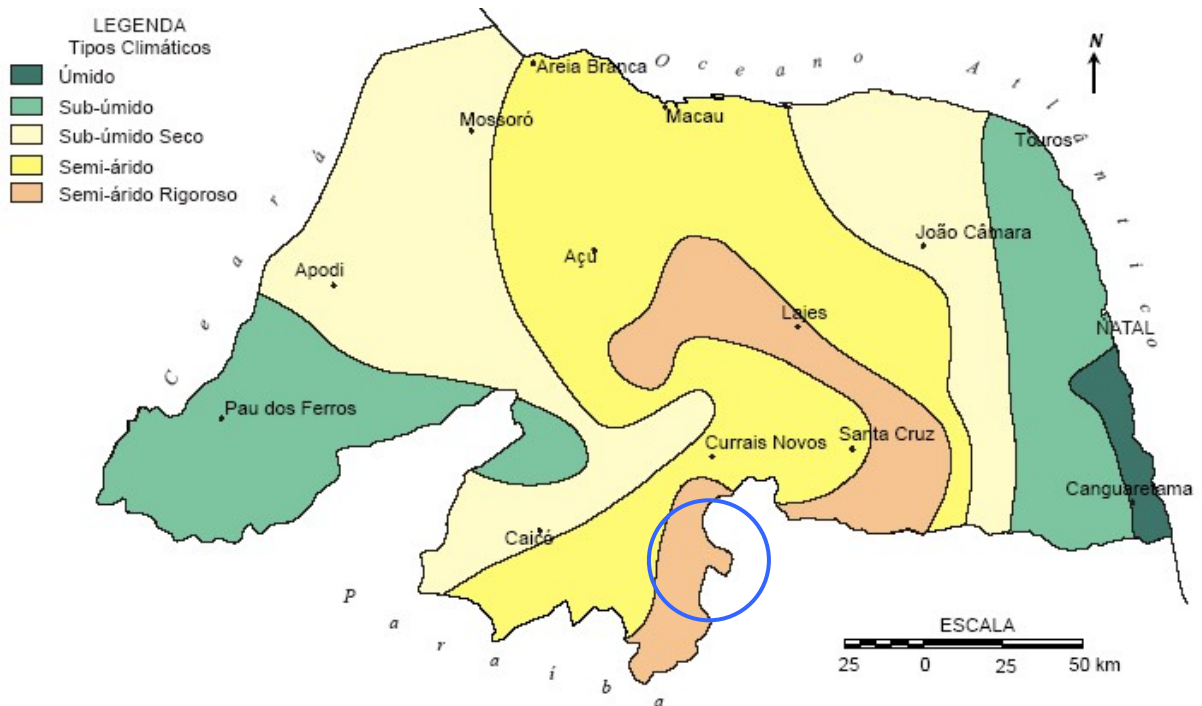 LEGENDA
Tipos Climáticos
Úmido
Sub-úmido
Sub-úmido Seco
Semi-árido
Semi-árido Rigoroso
N
Oceano Atlântico
Areia Branca
Macau
Mossoró
Touros
João Câmara
Açu
Apodi
Ceará
Lajes
NATAL
Pau dos Ferros
Currais Novos
Santa Cruz
Canguaretama
Caicó
Paraíba
ESCALA
25 0 25 50 km